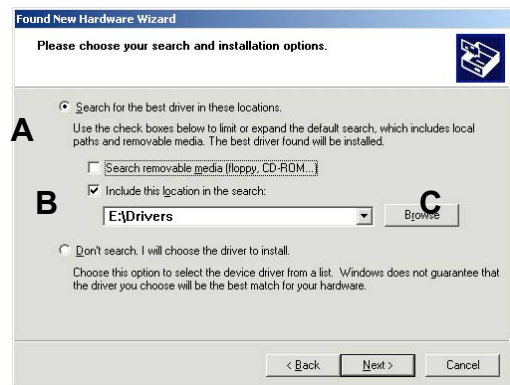 Found New Hardware Wizard
Please choose your search and installation options.
Search for the best driver in these locations.
A
Use the check boxes below to limit or expand the default search, which includes local
paths and removable media. The best driver found will be installed.
Search removable media (floppy, CD-ROM...)
B
Include this location in the search:
C
E:\Drivers
Browse
Don't search. I will choose the driver to install.
Choose this option to select the device driver from a list. Windows does not guarantee that
the driver you choose will be the best match for your hardware.
< Back
Next >
Cancel